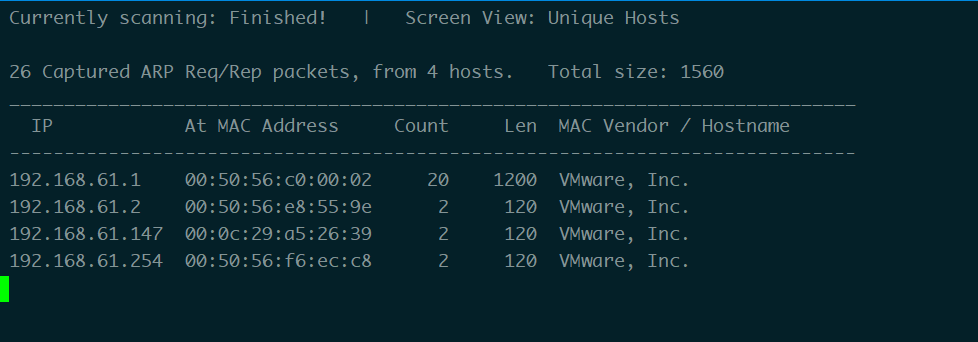 Currently scanning: Finished!   |   Screen View: Unique Hosts
26 Captured ARP Req/Rep packets, from 4 hosts.   Total size: 1560
_____________________________________________________________________________
  IP            At MAC Address     Count     Len  MAC Vendor / Hostname
-----------------------------------------------------------------------------
192.168.61.1    00:50:56:c0:00:02     20    1200  VMware, Inc.
192.168.61.2    00:50:56:e8:55:9e      2     120  VMware, Inc.
192.168.61.147  00:0c:29:a5:26:39      2     120  VMware, Inc.
192.168.61.254  00:50:56:f6:ec:c8      2     120  VMware, Inc.